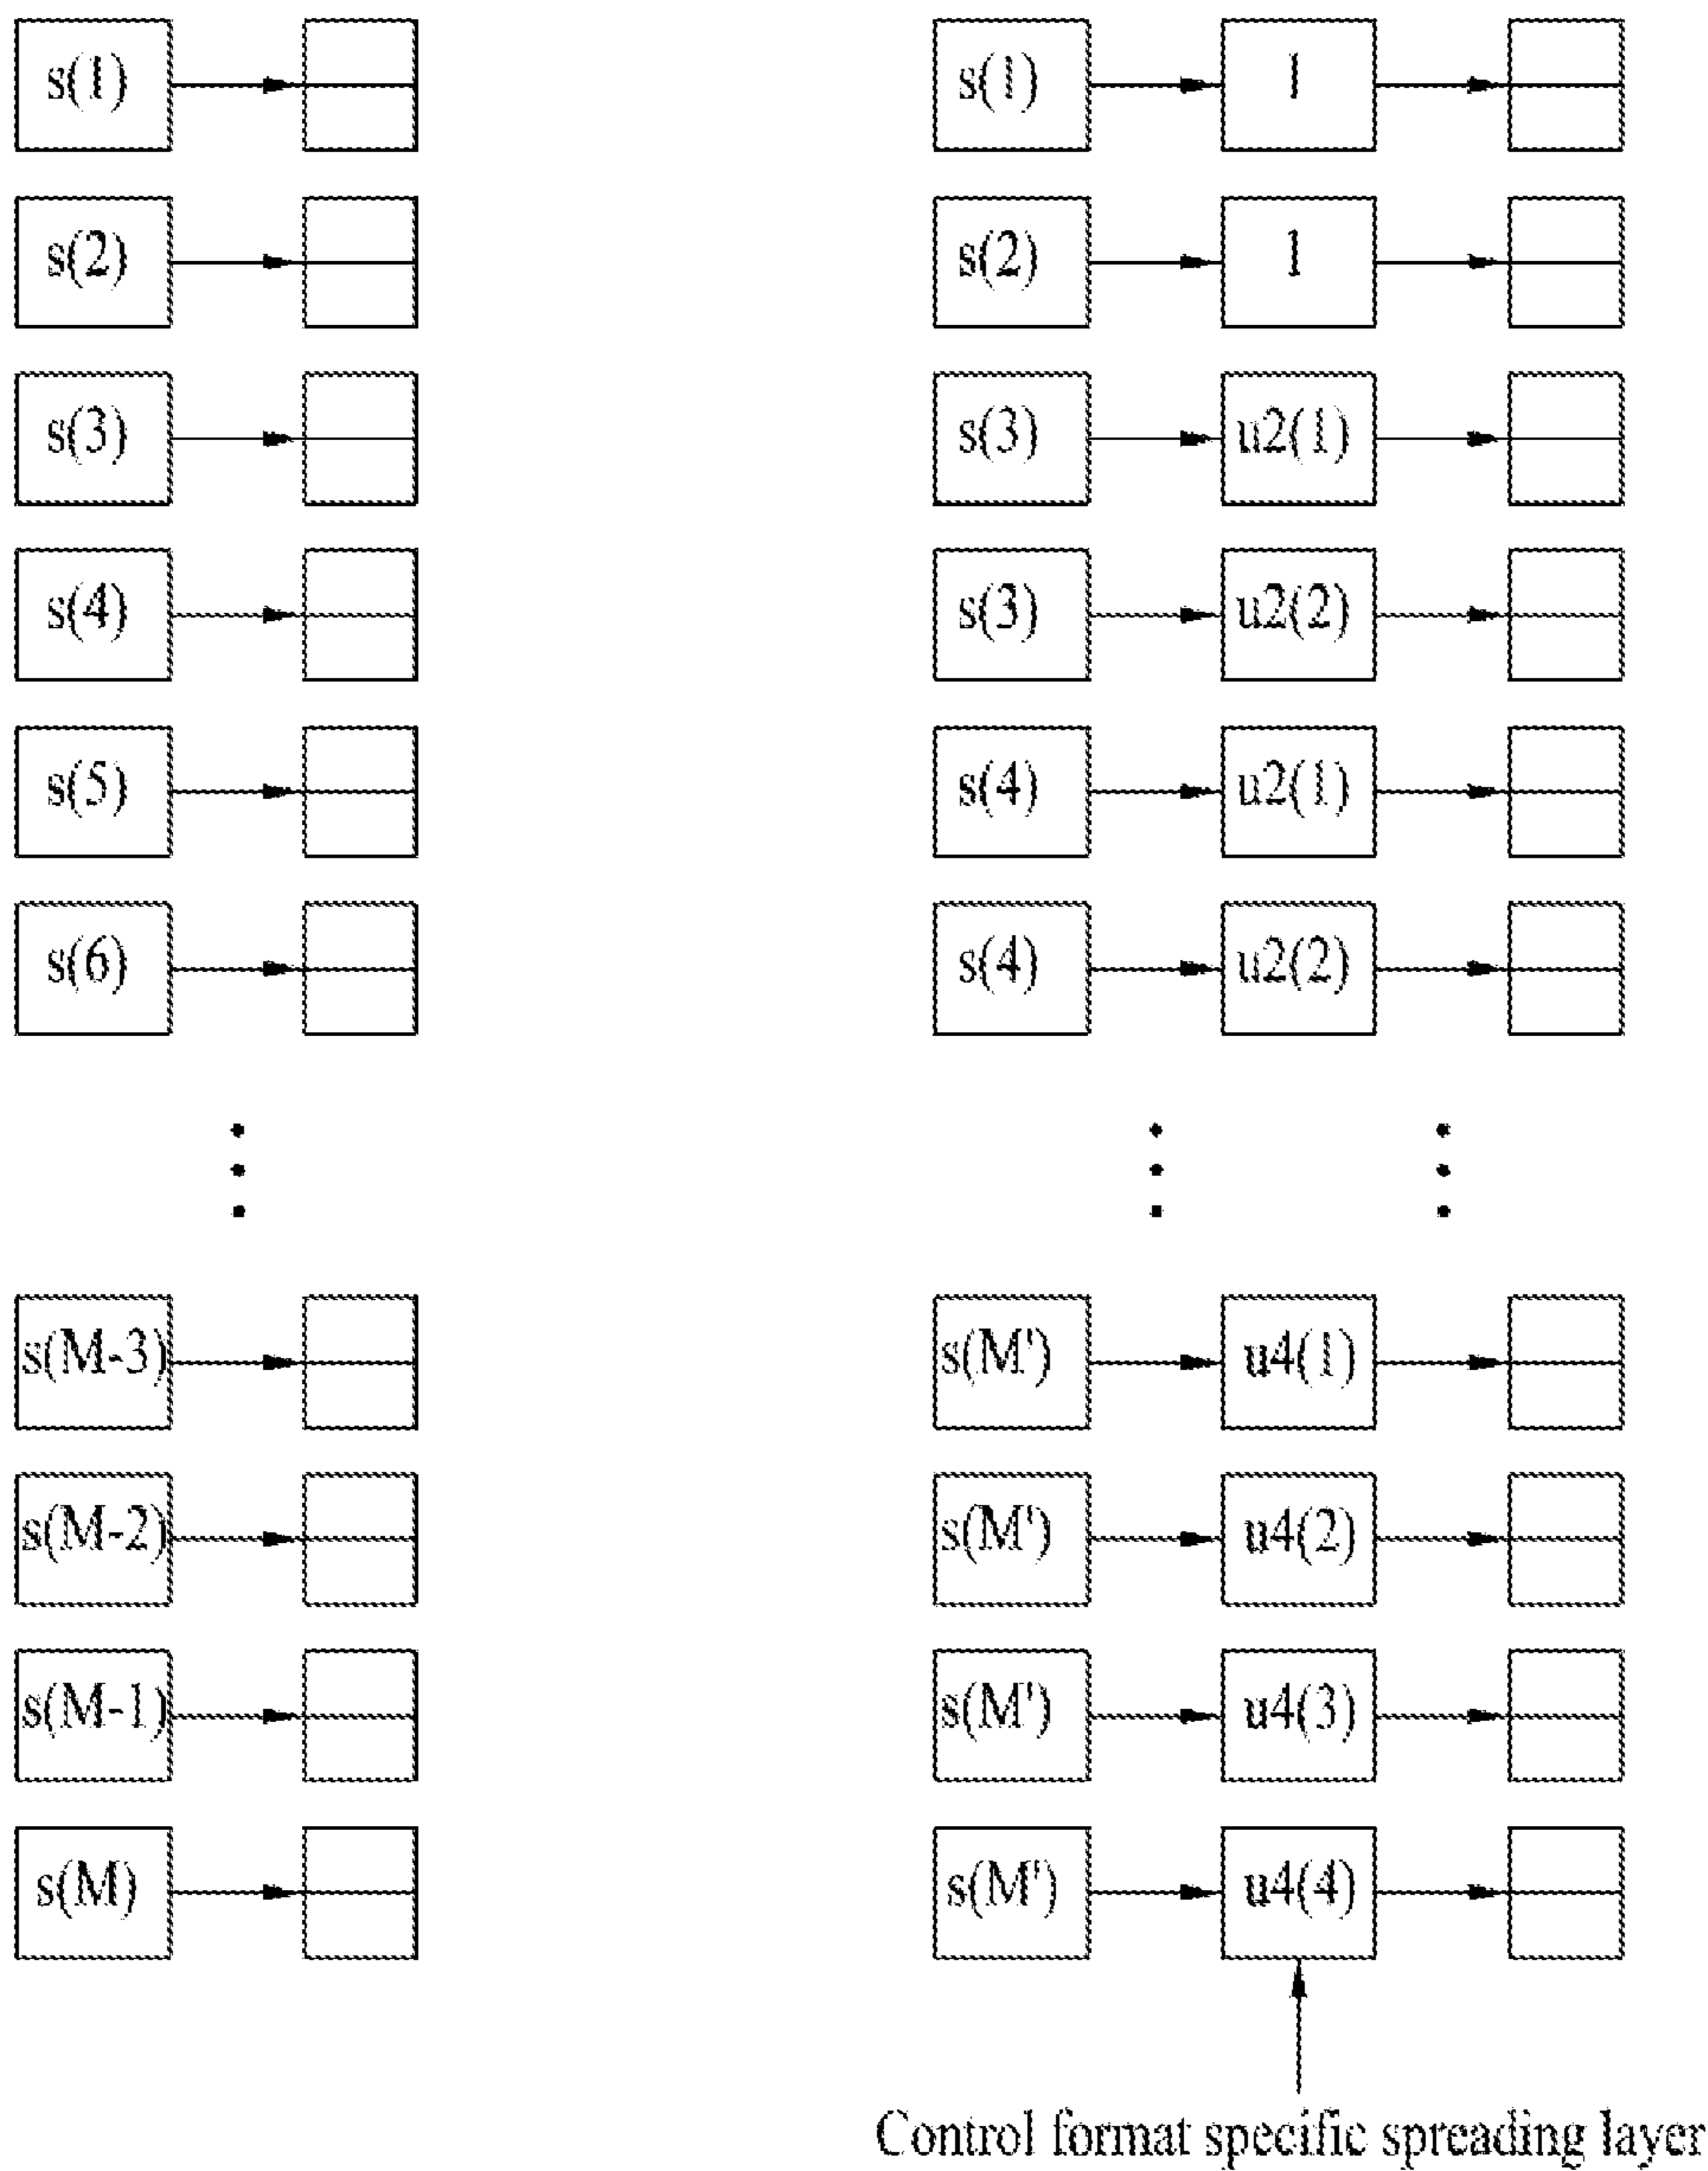 s(1)
s(2)
s(3)
s(4)
s(5)
s(6)
s(M-3)
s(M-2)
s(M-1)
s(M)
s(1) 1
s(2) 1
s(3) u2(1)
s(3) u2(2)
s(4) u2(1)
s(4) u2(2)
s(M') u4(1)
s(M') u4(2)
s(M') u4(3)
s(M') u4(4)
Control format specific spreading layer